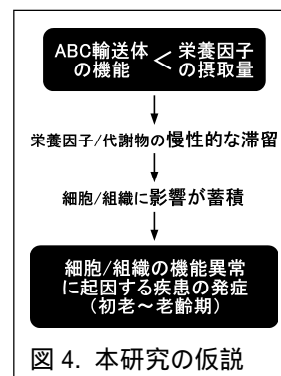 ABC輸送体 < 栄養因子
の機能 の摂取量
栄養因子/代謝物の慢性的な滞留
細胞/組織に影響が蓄積
細胞/組織の機能異常
に起因する疾患の発症
（初老～老齢期）
図 4. 本研究の仮説